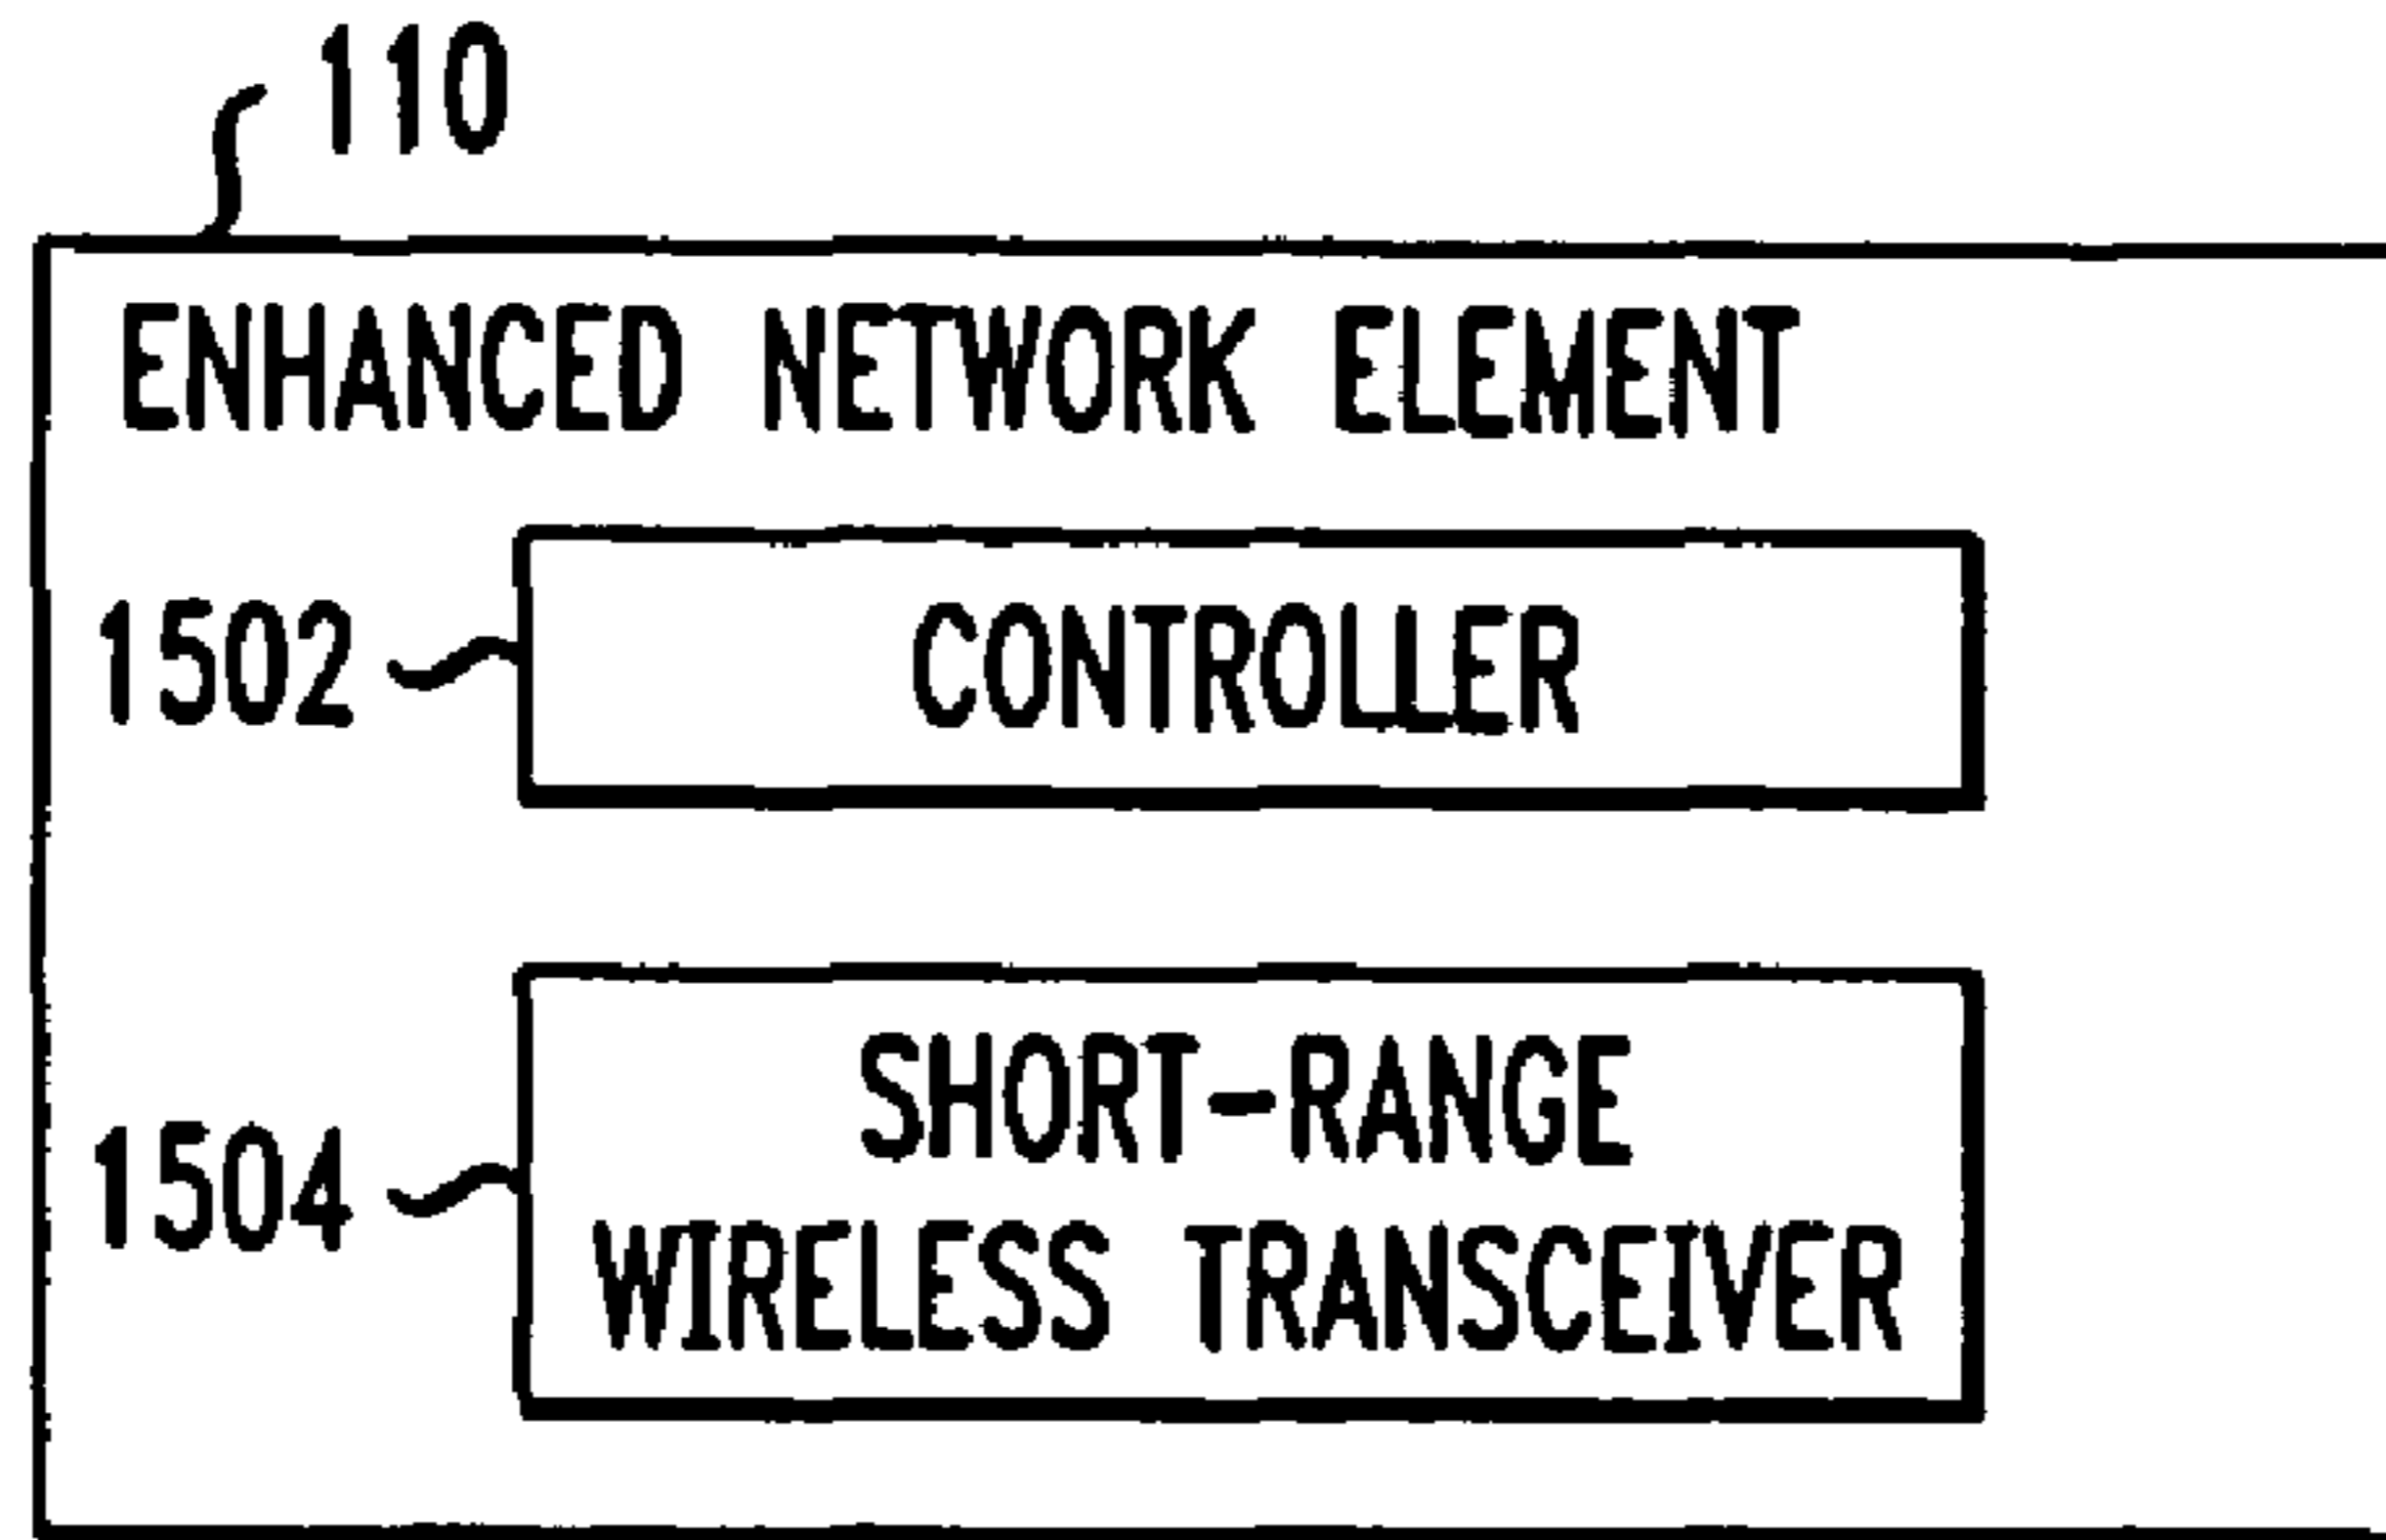 110
ENHANCED NETWORK ELEMENT
1502
CONTROLLER
1504
SHORT-RANGE
WIRELESS TRANSCEIVER